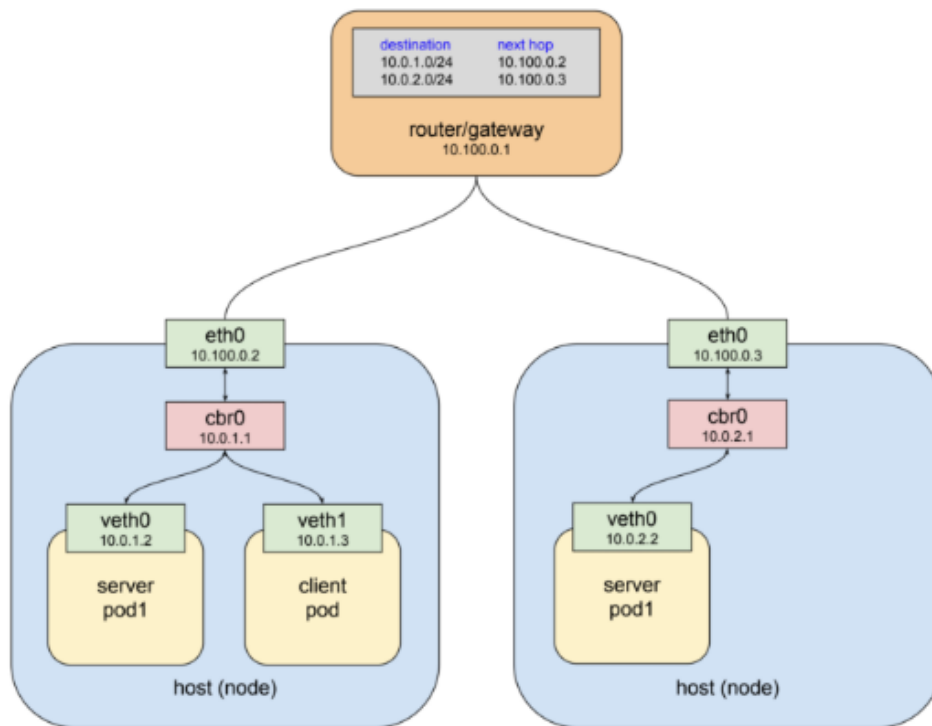 destination next hop
10.0.1.0/24 10.100.0.2
10.0.2.0/24 10.100.0.3
router/gateway
10.100.0.1
eth0
10.100.0.2
cbr0
10.0.1.1
veth0
10.0.1.2
veth1
10.0.1.3
server
pod1
client
pod
host (node)
eth0
10.100.0.3
cbr0
10.0.2.1
veth0
10.0.2.2
server
pod1
host (node)